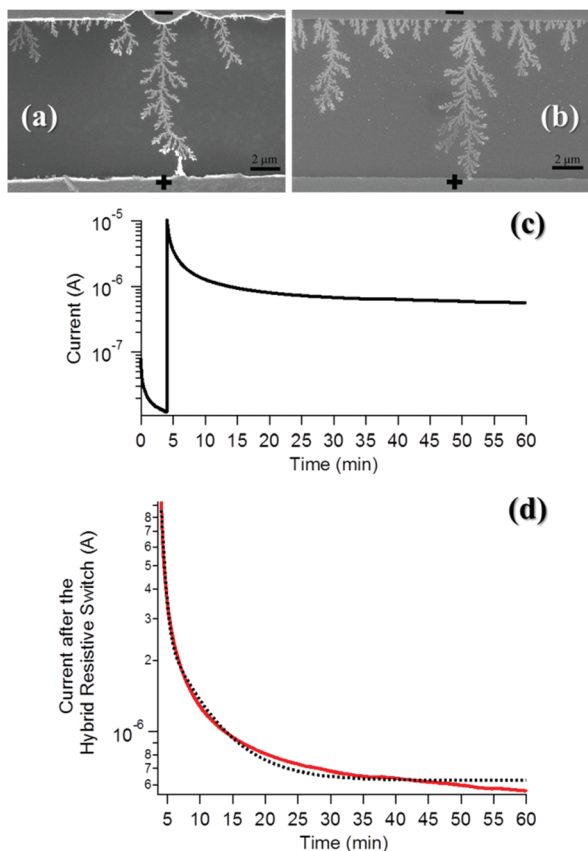 −
−
(a)
(b)
2 μm
2 μm
+
+
(c)
10⁻⁵
10⁻⁶
10⁻⁷
Current (A)
0 5 10 15 20 25 30 35 40 45 50 55 60
Time (min)
(d)
8
7
6
5
4
3
2
10⁻⁶
8
7
6
Current after the
Hybrid Resistive Switch (A)
5 10 15 20 25 30 35 40 45 50 55 60
Time (min)